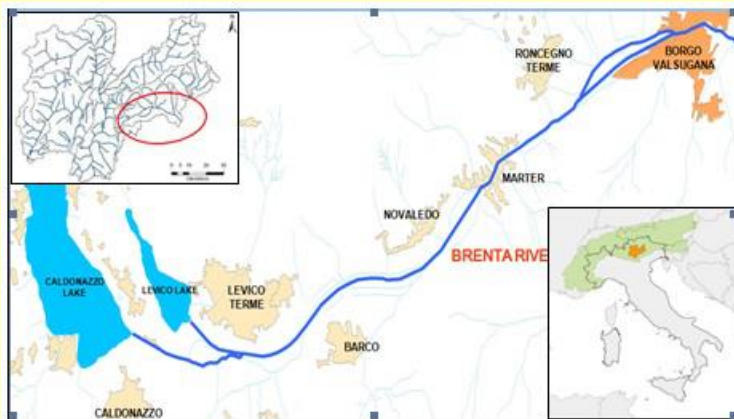 RONCEGNO
TERME
BORGO
VALSUGANA
MARTER
NOVALEDO
BRENTA RIVE
CALDONAZZO
LAKE
LEVICO LAKE
LEVICO
TERME
BARCO
CALDONAZZO